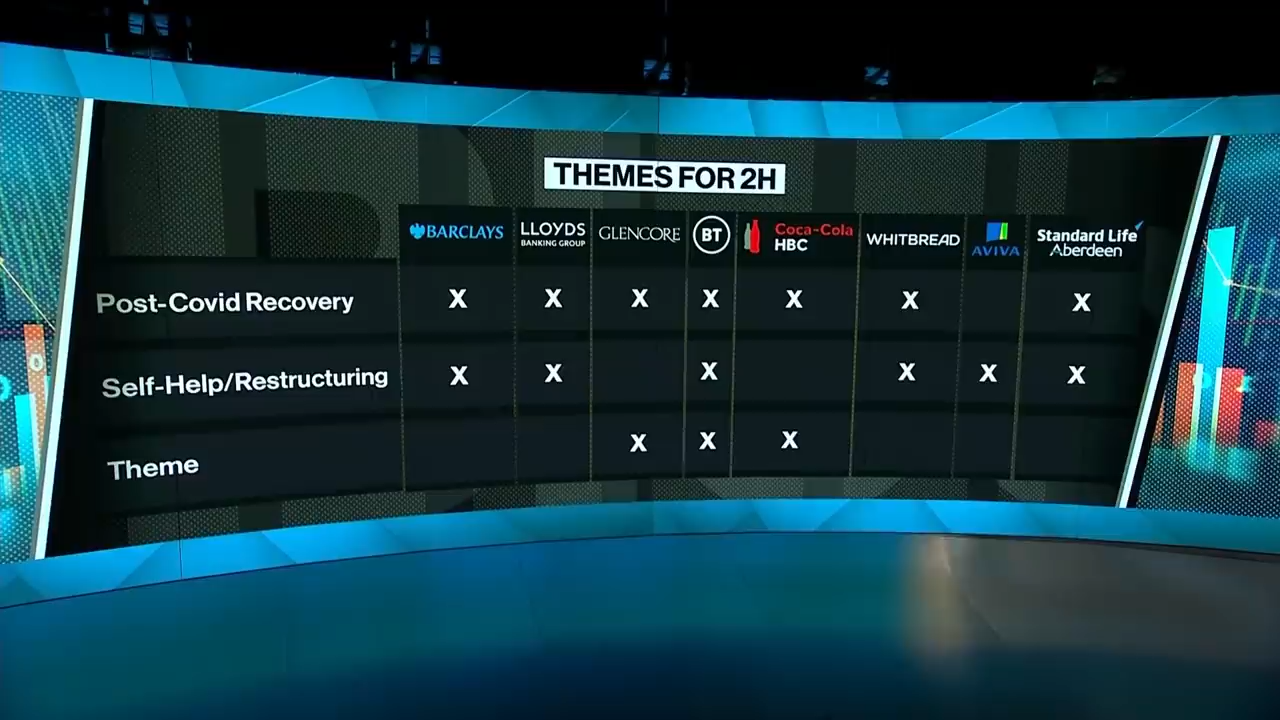 THEMES FOR 2H
BARCLAYS LLOYDS BANKING GROUP GLENCORE BT Coca-Cola HBC WHITBREAD AVIVA Standard Life Aberdeen
Post-Covid Recovery X X X X X X X
Self-Help/Restructuring X X X X X X
Theme X X X